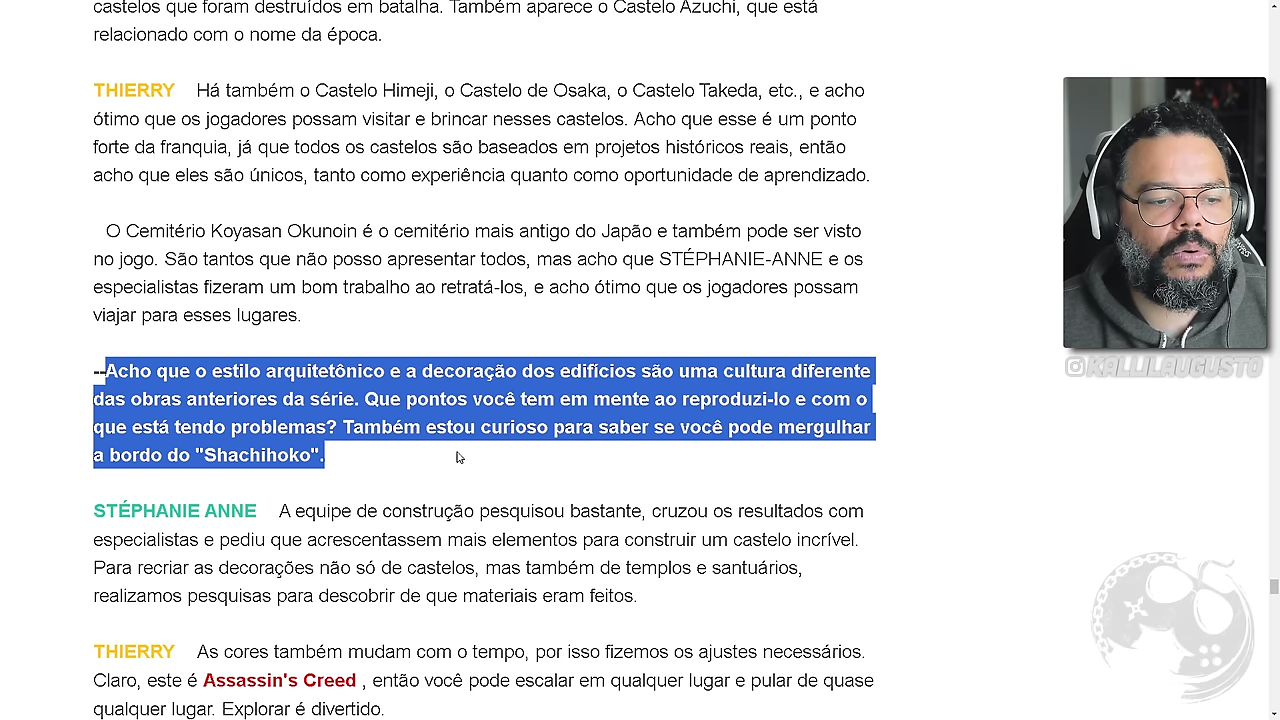 castelos que foram destruídos em batalha. Também aparece o Castelo Azuchi, que está
relacionado com o nome da época.
THIERRY Há também o Castelo Himeji, o Castelo de Osaka, o Castelo Takeda, etc., e acho
ótimo que os jogadores possam visitar e brincar nesses castelos. Acho que esse é um ponto
forte da franquia, já que todos os castelos são baseados em projetos históricos reais, então
acho que eles são únicos, tanto como experiência quanto como oportunidade de aprendizado.
O Cemitério Koyasan Okunoin é o cemitério mais antigo do Japão e também pode ser visto
no jogo. São tantos que não posso apresentar todos, mas acho que STÉPHANIE-ANNE e os
especialistas fizeram um bom trabalho ao retratá-los, e acho ótimo que os jogadores possam
viajar para esses lugares.
--Acho que o estilo arquitetônico e a decoração dos edifícios são uma cultura diferente
das obras anteriores da série. Que pontos você tem em mente ao reproduzi-lo e com o
que está tendo problemas? Também estou curioso para saber se você pode mergulhar
a bordo do "Shachihoko".
STÉPHANIE ANNE A equipe de construção pesquisou bastante, cruzou os resultados com
especialistas e pediu que acrescentassem mais elementos para construir um castelo incrível.
Para recriar as decorações não só de castelos, mas também de templos e santuários,
realizamos pesquisas para descobrir de que materiais eram feitos.
THIERRY As cores também mudam com o tempo, por isso fizemos os ajustes necessários.
Claro, este é Assassin's Creed , então você pode escalar em qualquer lugar e pular de quase
qualquer lugar. Explorar é divertido.
KALLILAUGUSTO